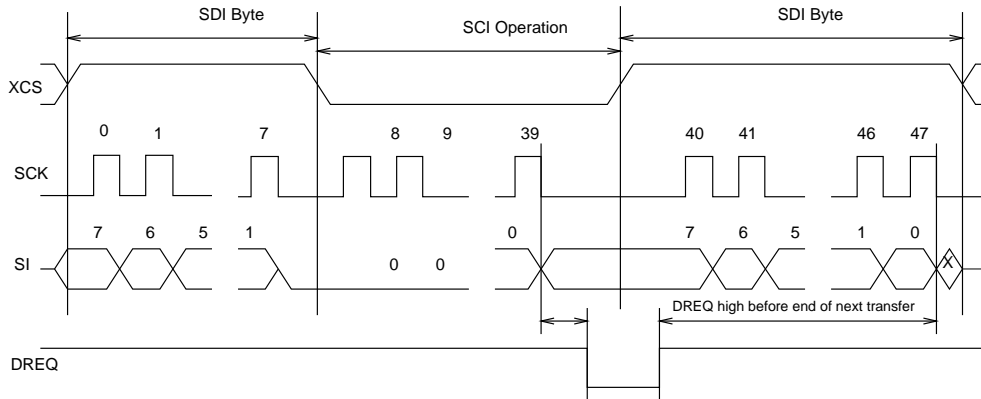 SDI Byte
SCI Operation
SDI Byte
XCS
0 1 7 8 9 39 40 41 46 47
SCK
7 6 5 1 0 7 6 5 1 0
SI
0 0 X
DREQ high before end of next transfer
DREQ